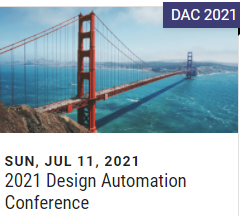 DAC 2021
SUN, JUL 11, 2021
2021 Design Automation
Conference